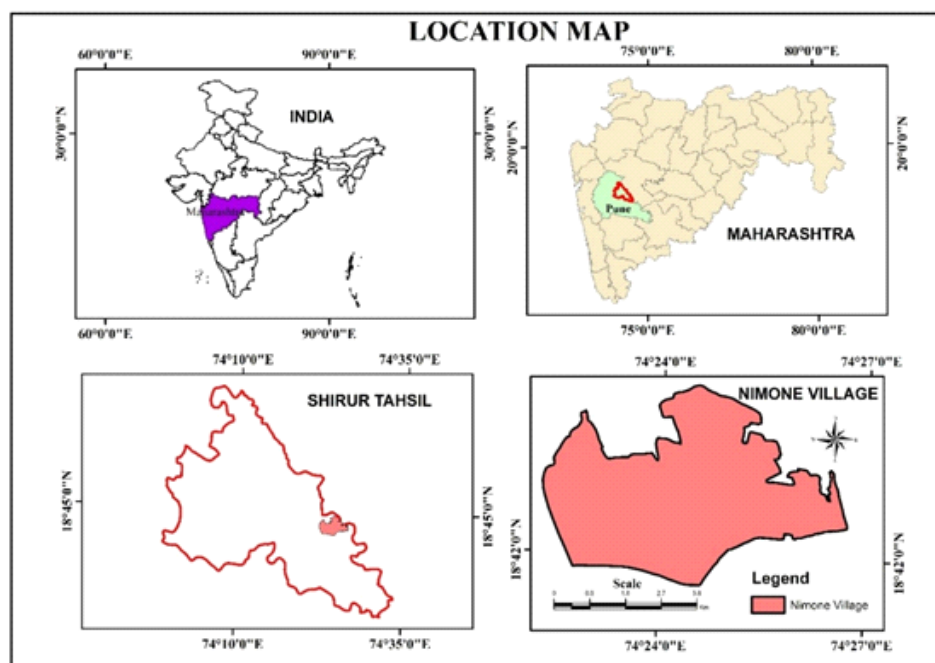 LOCATION MAP
60°0'0"E 90°0'0"E
30°0'0"N
INDIA
Maharashtra
30°0'0"N
60°0'0"E 90°0'0"E
75°0'0"E 80°0'0"E
20°0'0"N
Pune
MAHARASHTRA
20°0'0"N
75°0'0"E 80°0'0"E
74°10'0"E 74°35'0"E
SHIRUR TAHSIL
18°45'0"N
18°45'0"N
74°10'0"E 74°35'0"E
74°24'0"E 74°27'0"E
NIMONE VILLAGE
18°42'0"N
18°42'0"N
Scale
Legend
Nimone Village
74°24'0"E 74°27'0"E